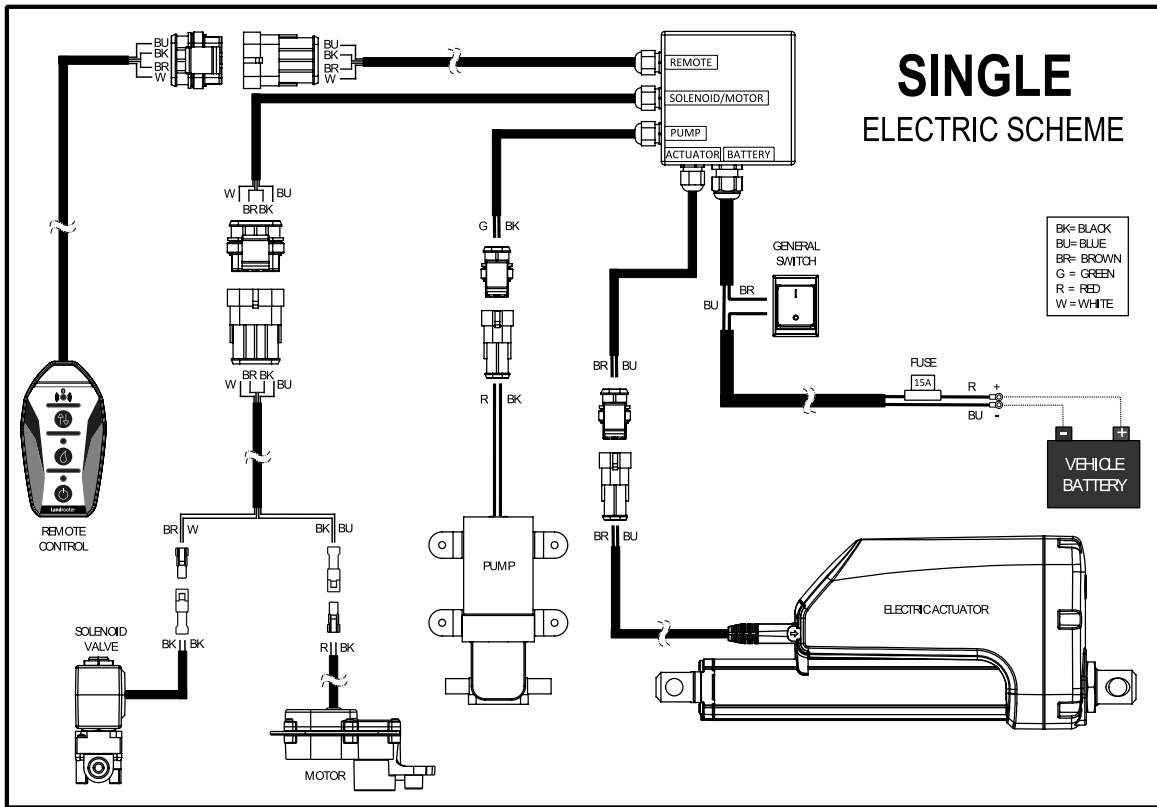 SINGLE
ELECTRIC SCHEME
BU
BK
BR
W
BU
BK
BR
W
REMOTE
SOLENOID/MOTOR
PUMP
ACTUATOR BATTERY
W BU
BR BK
G BK
GENERAL
SWITCH
BR
BU
BK= BLACK
BU= BLUE
BR= BROWN
G = GREEN
R = RED
W = WHITE
BR BK
W BU
R BK
BR BU
FUSE
15A
R +
BU -
- +
VEHICLE
BATTERY
Landrooter
REMOTE
CONTROL
BR W
BK BU
BR BU
PUMP
ELECTRIC ACTUATOR
SOLENOID
VALVE
BK BK
R BK
MOTOR